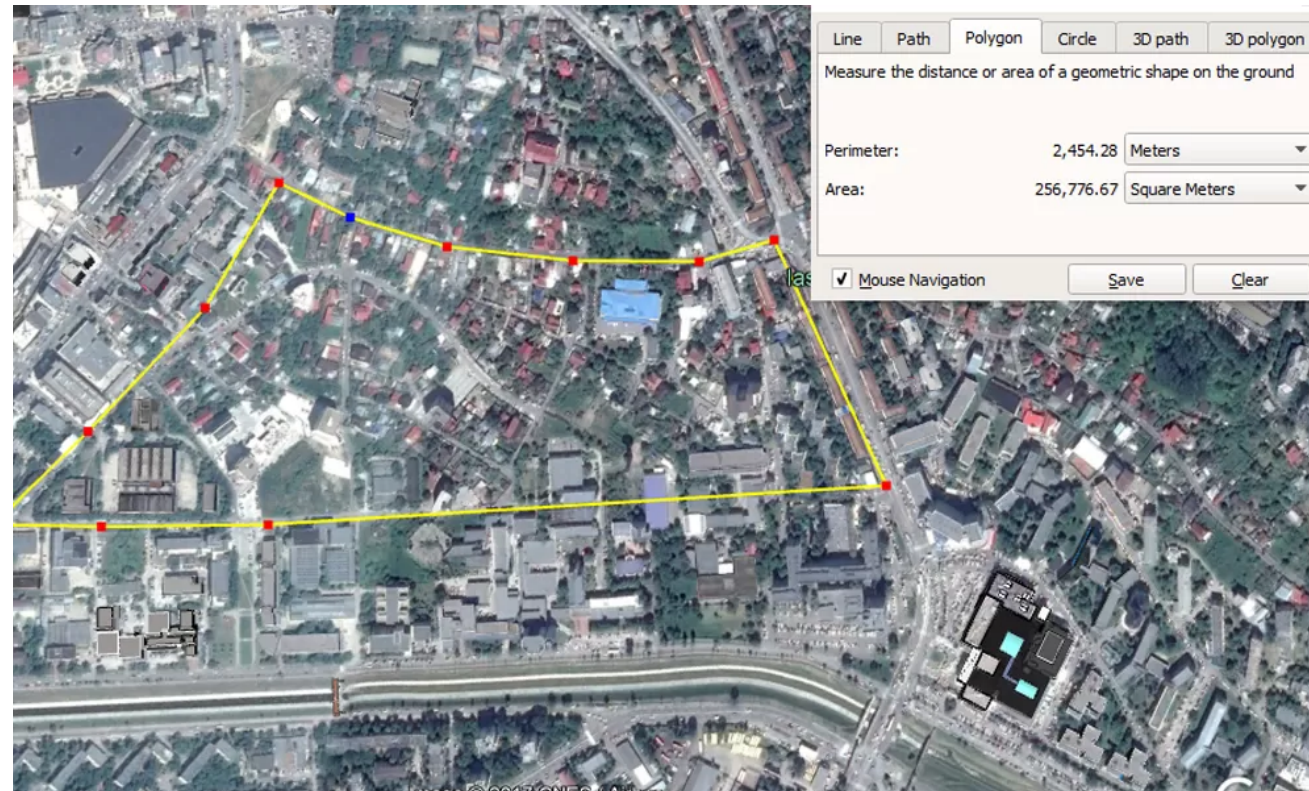 Line Path Polygon Circle 3D path 3D polygon
Measure the distance or area of a geometric shape on the ground
Perimeter: 2,454.28 Meters
Area: 256,776.67 Square Meters
Mouse Navigation Save Clear
Ias